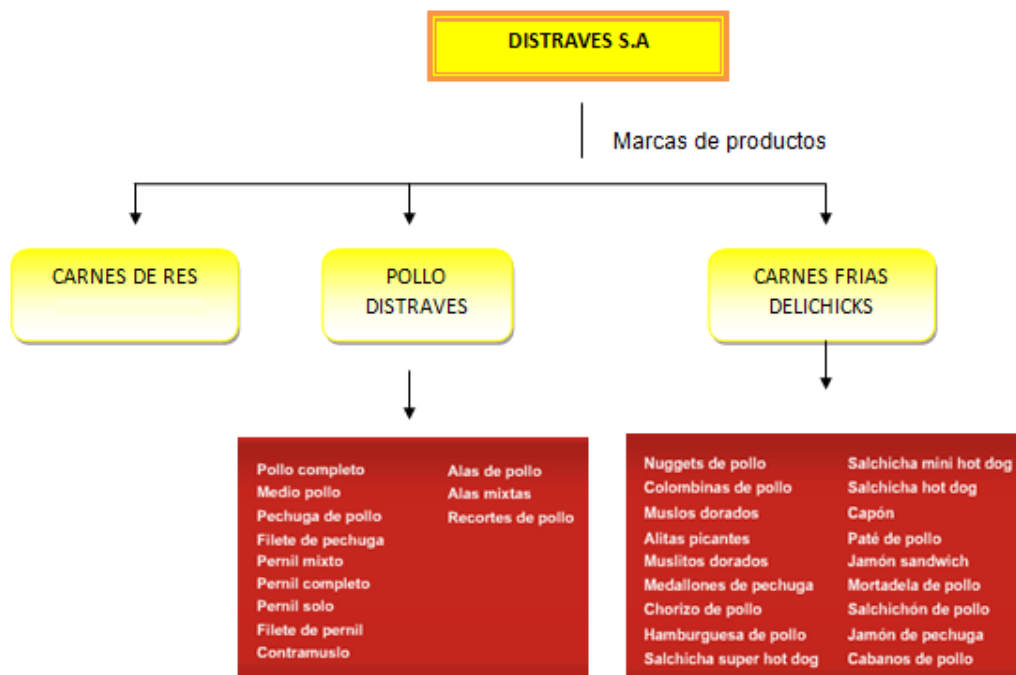 DISTRAVES S.A
Marcas de productos
CARNES DE RES
POLLO
DISTRAVES
CARNES FRIAS
DELICHICKS
Pollo completo
Medio pollo
Pechuga de pollo
Filete de pechuga
Pernil mixto
Pernil completo
Pernil solo
Filete de pernil
Contramuslo
Alas de pollo
Alas mixtas
Recortes de pollo
Nuggets de pollo
Colombinas de pollo
Muslos dorados
Alitas picantes
Muslitos dorados
Medallones de pechuga
Chorizo de pollo
Hamburguesa de pollo
Salchicha super hot dog
Salchicha mini hot dog
Salchicha hot dog
Capón
Paté de pollo
Jamón sandwich
Mortadela de pollo
Salchichón de pollo
Jamón de pechuga
Cabanos de pollo